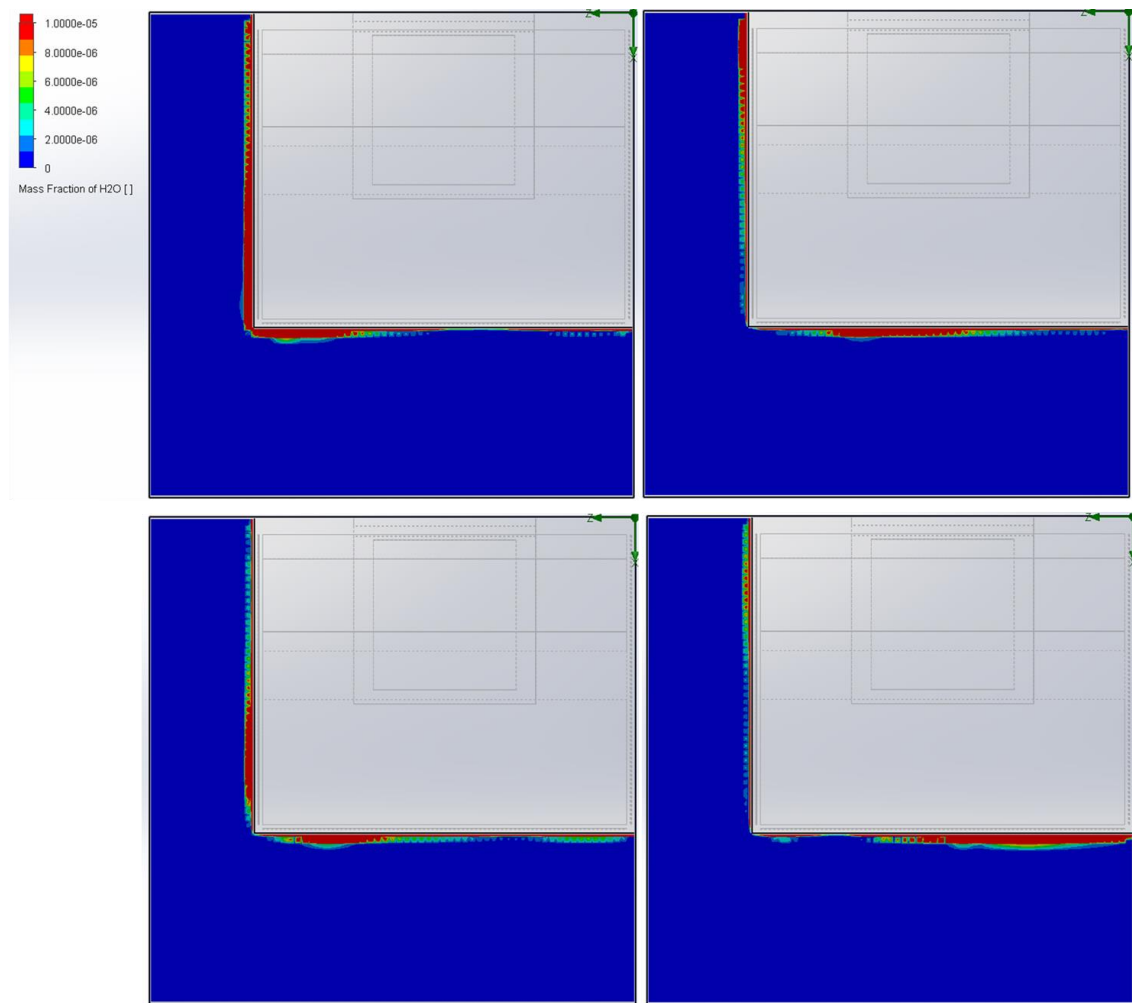 1.0000e-05
8.0000e-06
6.0000e-06
4.0000e-06
2.0000e-06
0
Mass Fraction of H2O [ ]
Z
X
Z
X
Z
X
Z